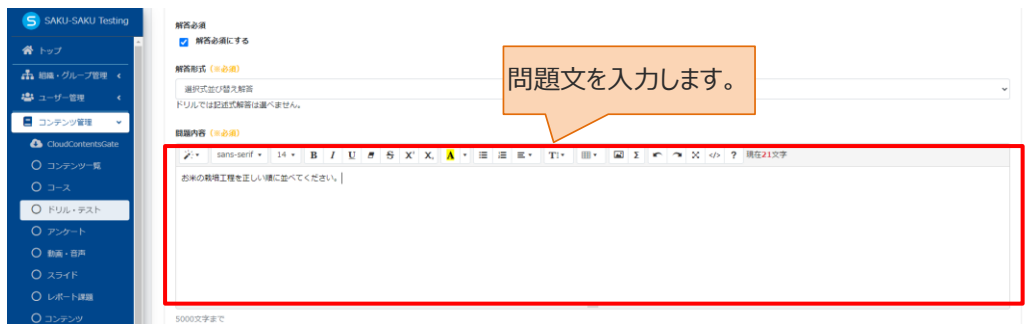 SAKU-SAKU Testing
トップ
組織・グループ管理
ユーザー管理
コンテンツ管理
CloudContentsGate
コンテンツ一覧
コース
ドリル・テスト
アンケート
動画・音声
スライド
レポート課題
コンテンツ
解答必須
解答必須にする
解答形式 (※必須)
選択式並び替え解答
ドリルでは記述式解答は選べません。
問題文を入力します。
問題内容 (※必須)
sans-serif 14 B I U S X² X₂ A T! Σ </> ? 現在21文字
お米の栽培工程を正しい順に並べてください。
5000文字まで